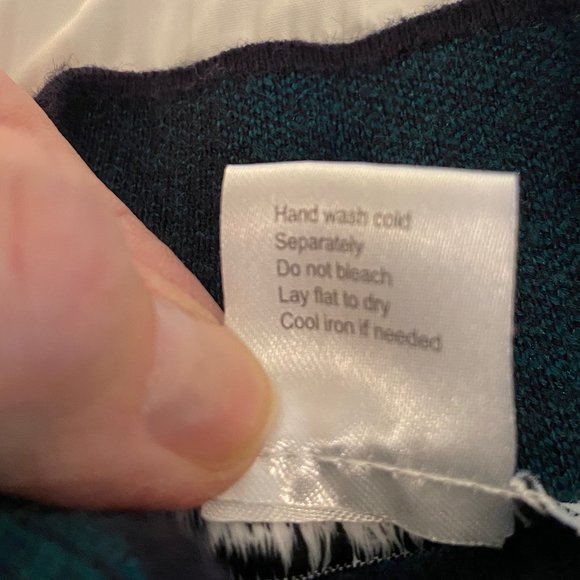 Hand wash cold
Separately
Do not bleach
Lay flat to dry
Cool iron if needed